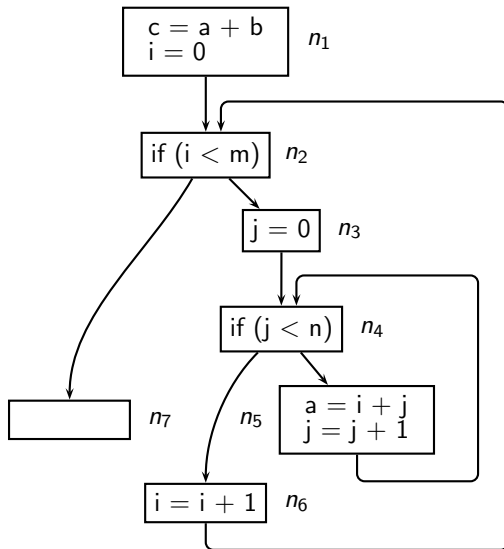 c = a + b
i = 0
n1
if (i < m)
n2
j = 0
n3
if (j < n)
n4
n7
n5
a = i + j
j = j + 1
i = i + 1
n6